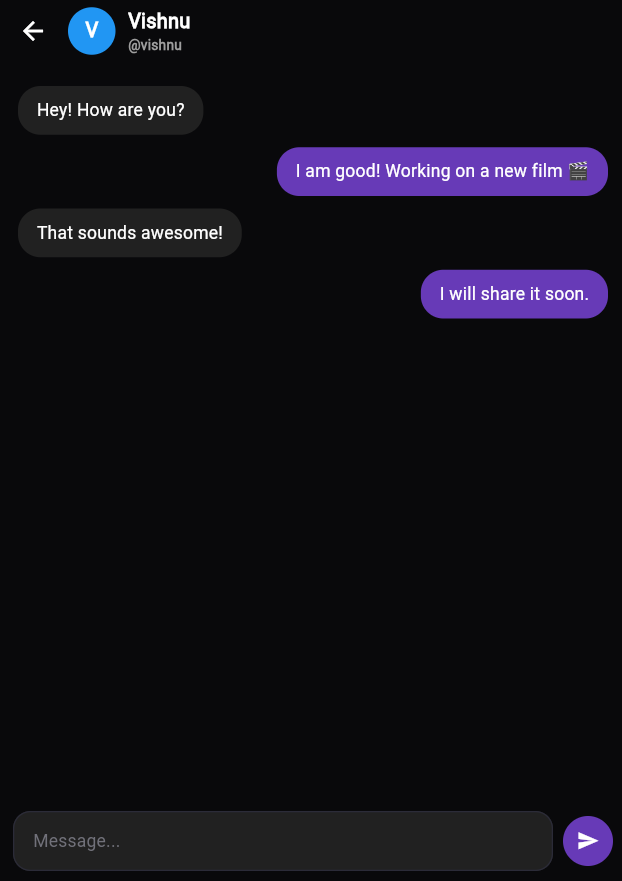 V
Vishnu
@vishnu
Hey! How are you?
I am good! Working on a new film 🎬
That sounds awesome!
I will share it soon.
Message...